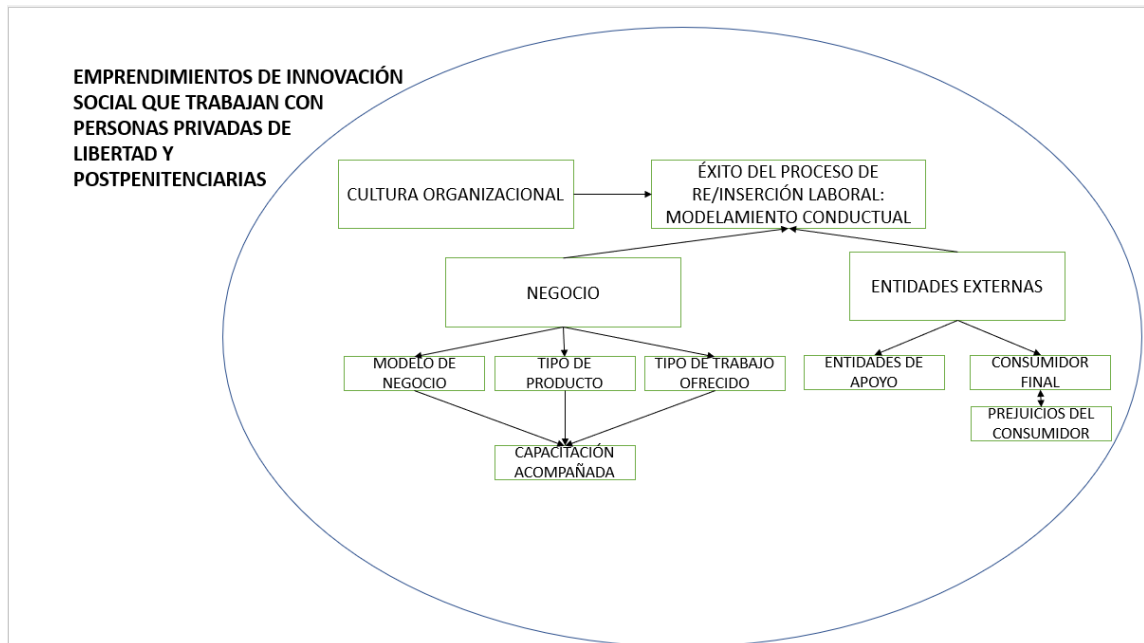 EMPRENDIMIENTOS DE INNOVACIÓN
SOCIAL QUE TRABAJAN CON
PERSONAS PRIVADAS DE
LIBERTAD Y
POSTPENITENCIARIAS
CULTURA ORGANIZACIONAL
ÉXITO DEL PROCESO DE
RE/INSERCIÓN LABORAL:
MODELAMIENTO CONDUCTUAL
NEGOCIO
ENTIDADES EXTERNAS
MODELO DE
NEGOCIO
TIPO DE
PRODUCTO
TIPO DE TRABAJO
OFRECIDO
ENTIDADES DE
APOYO
CONSUMIDOR
FINAL
PREJUICIOS DEL
CONSUMIDOR
CAPACITACIÓN
ACOMPAÑADA